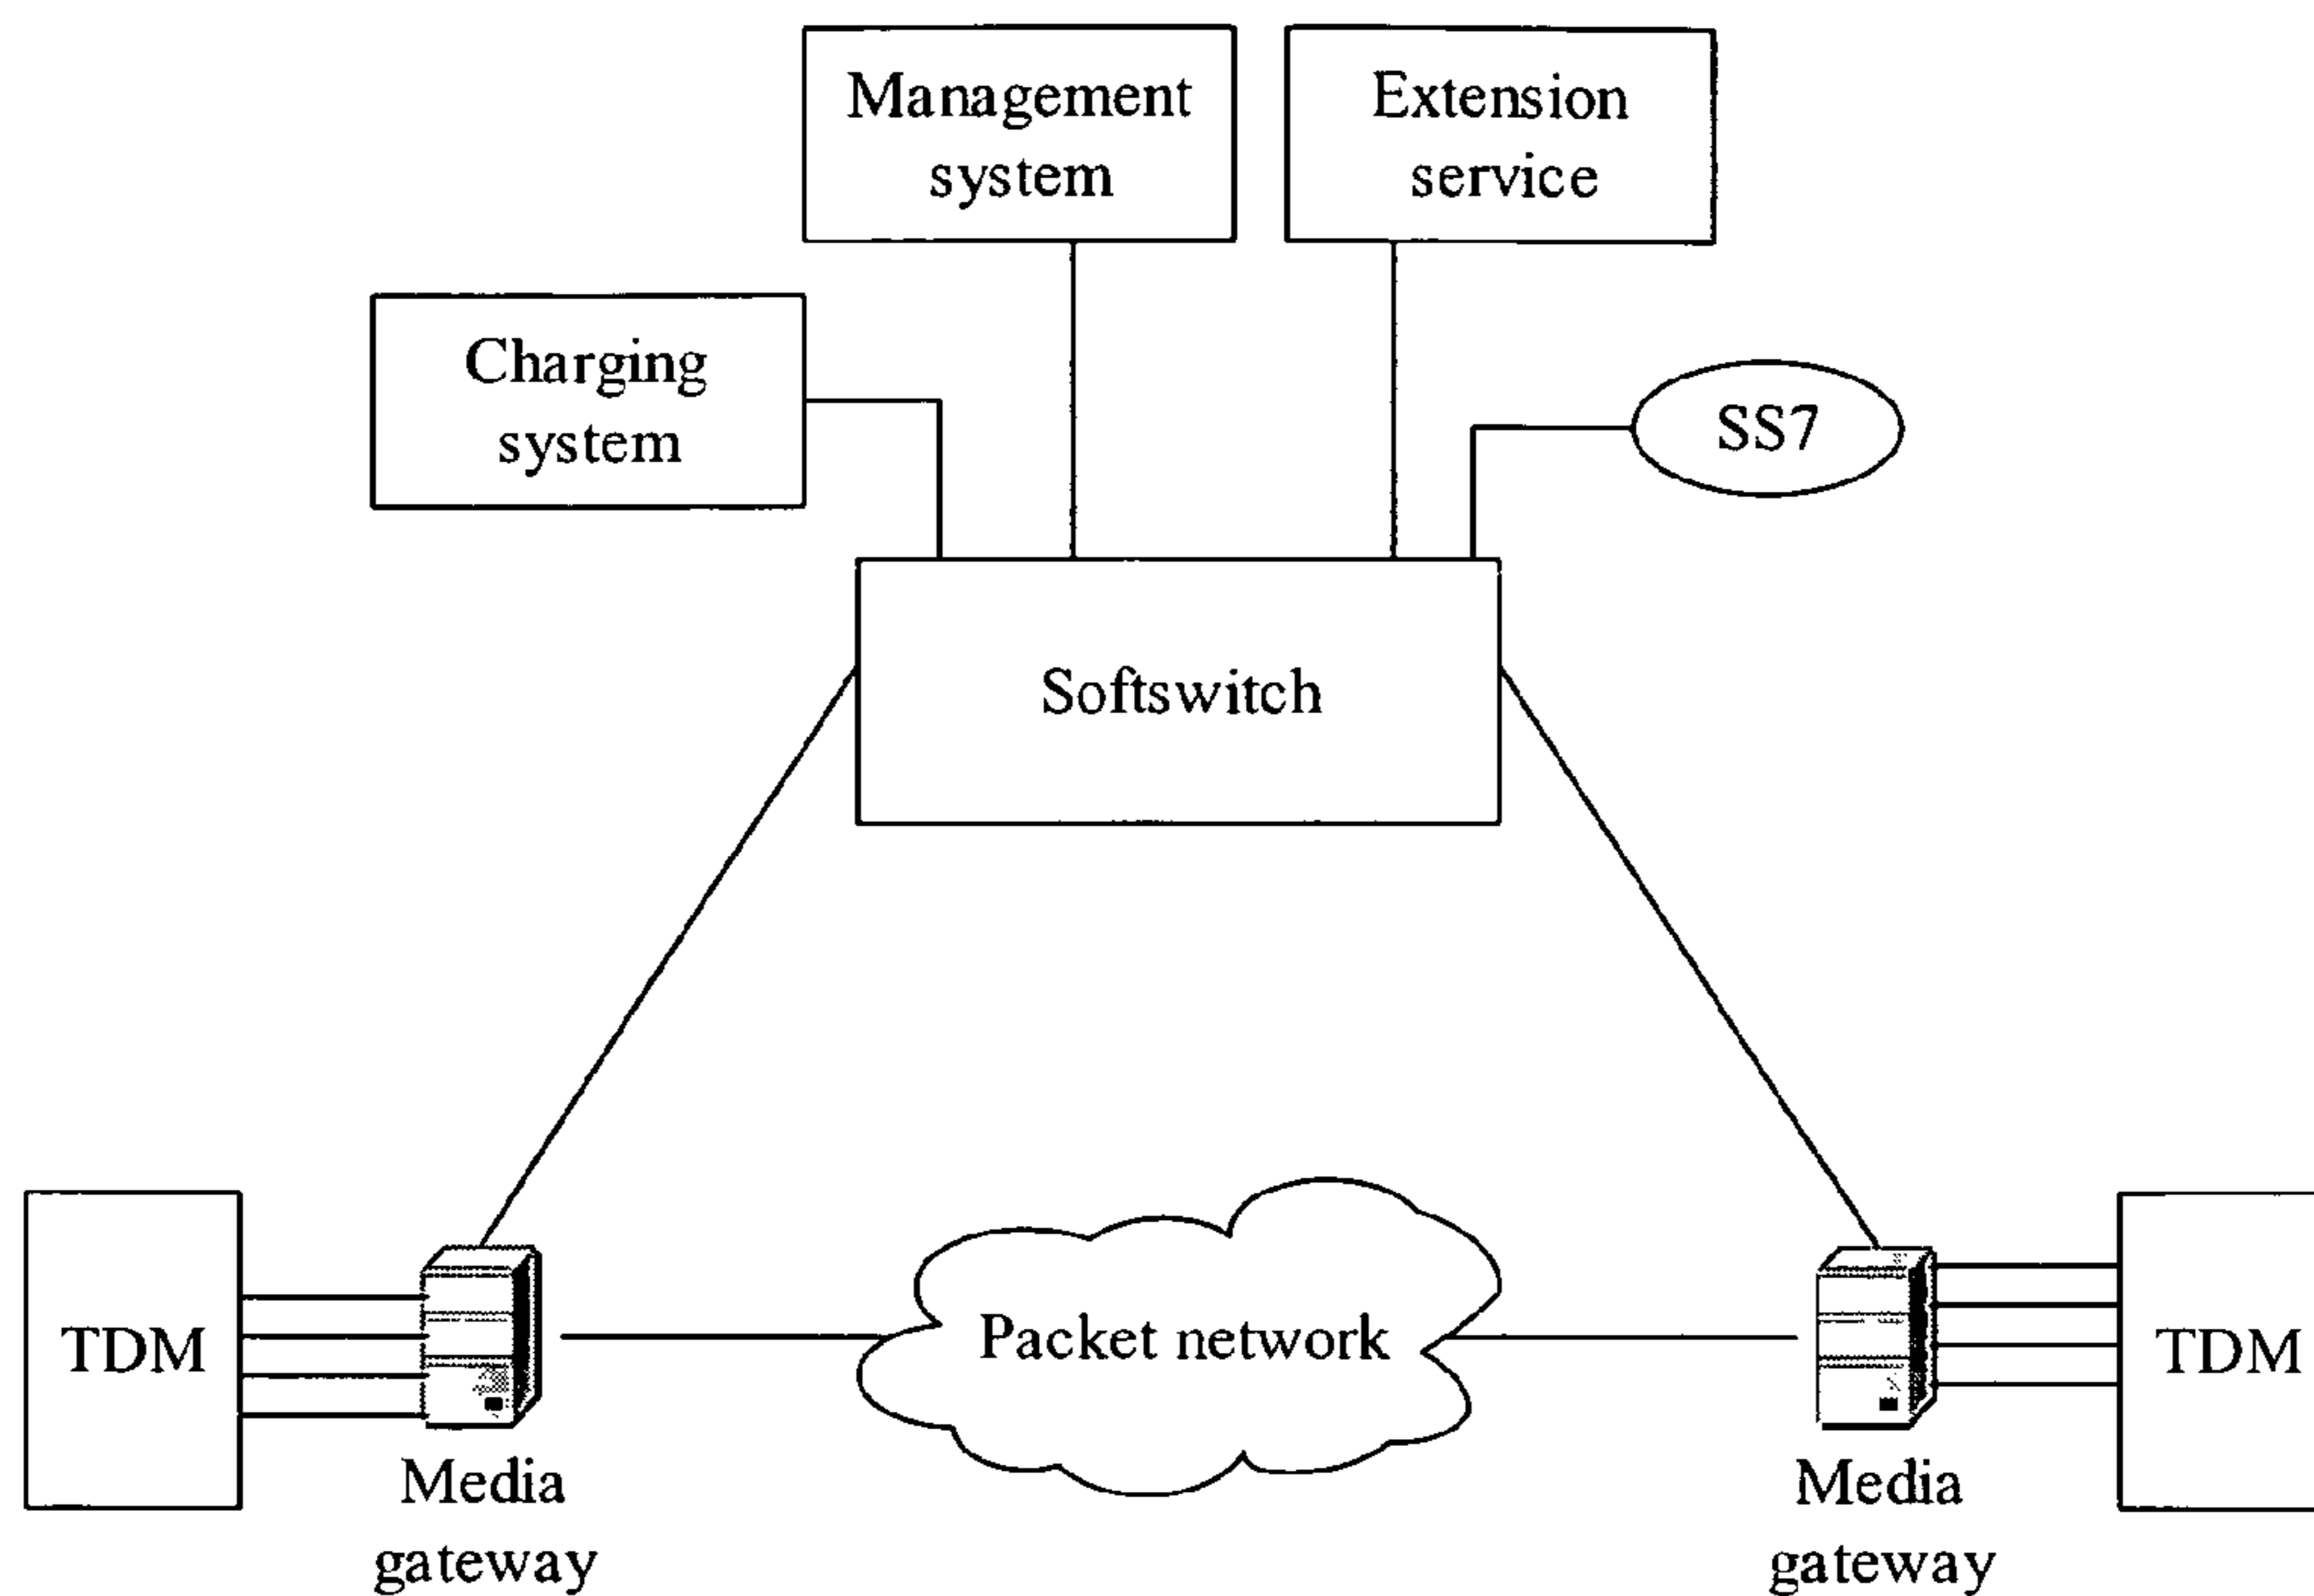 Management
system
Extension
service
Charging
system
SS7
Softswitch
TDM
Packet network
TDM
Media
gateway
Media
gateway